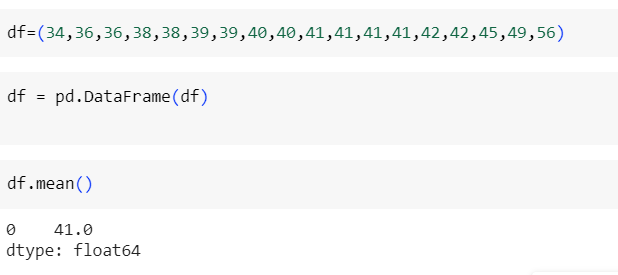 df=(34,36,36,38,38,39,39,40,40,41,41,41,41,42,42,45,49,56)
df = pd.DataFrame(df)
df.mean()
0    41.0
dtype: float64